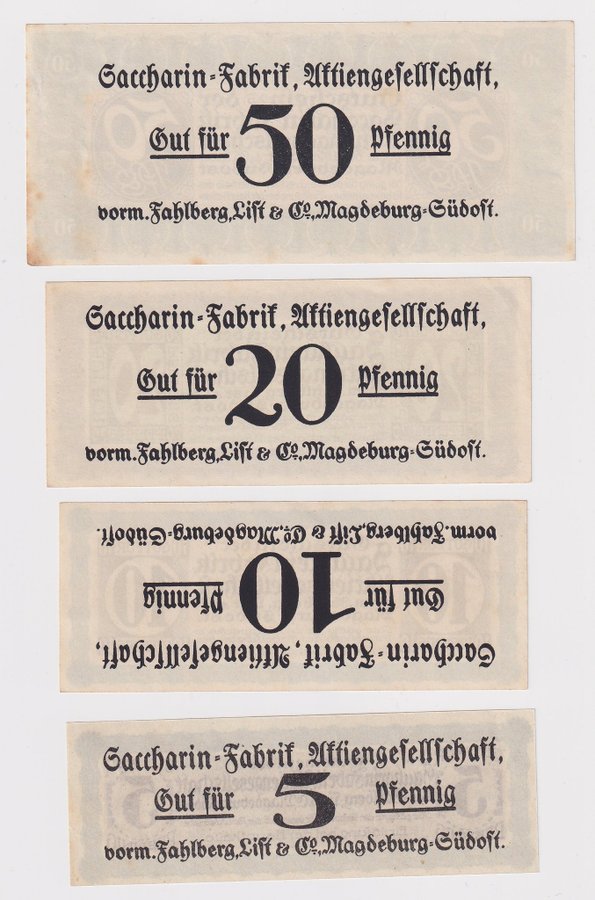 Saccharin-Fabrik, Aktiengesellschaft,
Gut für 50 Pfennig
vorm. Fahlberg, List & Co., Magdeburg-Südost.
Saccharin-Fabrik, Aktiengesellschaft,
Gut für 20 Pfennig
vorm. Fahlberg, List & Co., Magdeburg-Südost.
Saccharin-Fabrik, Aktiengesellschaft,
Gut für 10 Pfennig
vorm. Fahlberg, List & Co., Magdeburg-Südost.
Saccharin-Fabrik, Aktiengesellschaft,
Gut für 5 Pfennig
vorm. Fahlberg, List & Co., Magdeburg-Südost.